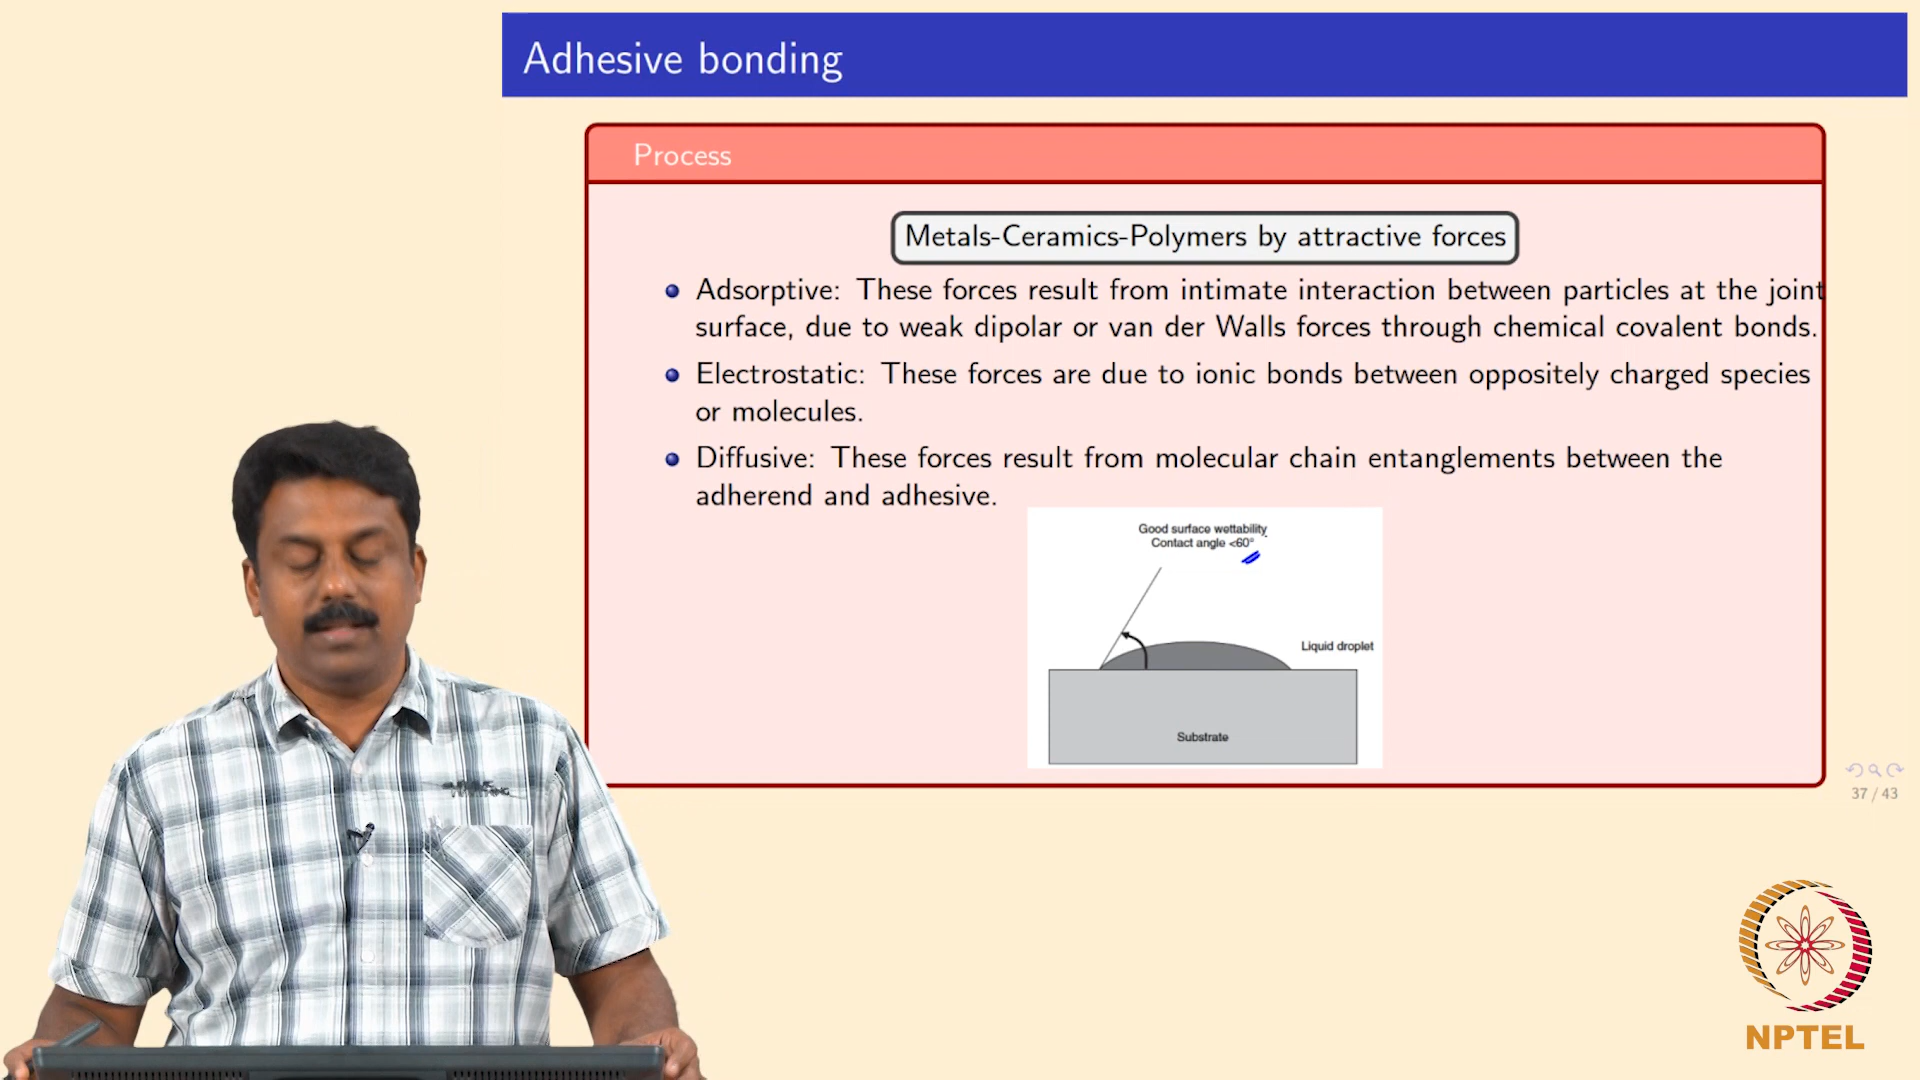 Adhesive bonding
Process
Metals-Ceramics-Polymers by attractive forces
Adsorptive: These forces result from intimate interaction between particles at the joint
surface, due to weak dipolar or van der Walls forces through chemical covalent bonds.
Electrostatic: These forces are due to ionic bonds between oppositely charged species
or molecules.
Diffusive: These forces result from molecular chain entanglements between the
adherend and adhesive.
Good surface wettability
Contact angle <60°
Liquid droplet
Substrate
37 / 43
NPTEL